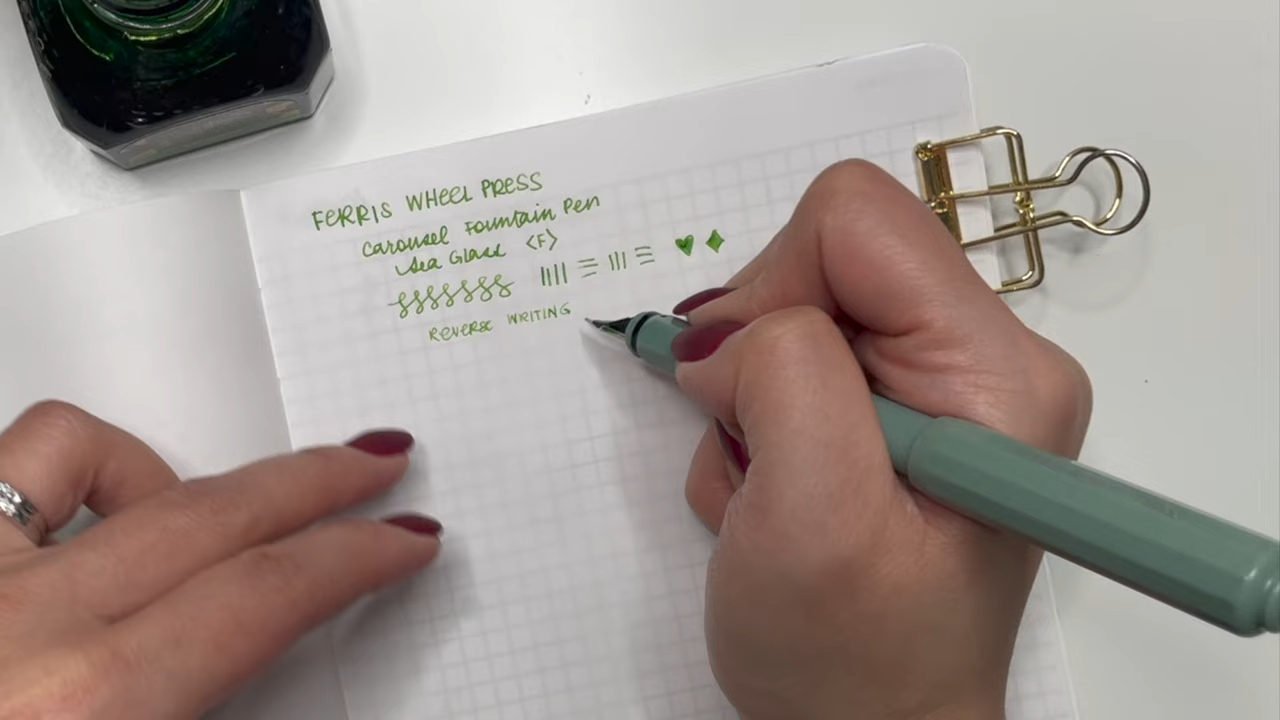 FERRIS WHEEL PRESS
Carousel Fountain Pen
Sea Glass <F>
REVERSE WRITING